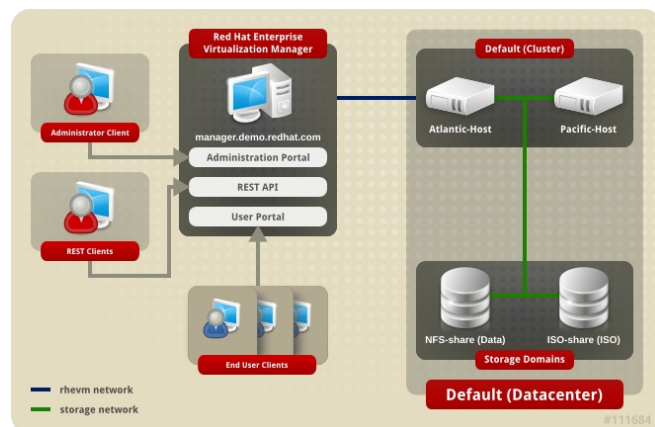 Red Hat Enterprise
Virtualization Manager
manager.demo.redhat.com
Administration Portal
REST API
User Portal
Administrator Client
REST Clients
End User Clients
Default (Cluster)
Atlantic-Host
Pacific-Host
NFS-share (Data)
ISO-share (ISO)
Storage Domains
Default (Datacenter)
rhevm network
storage network
#111684